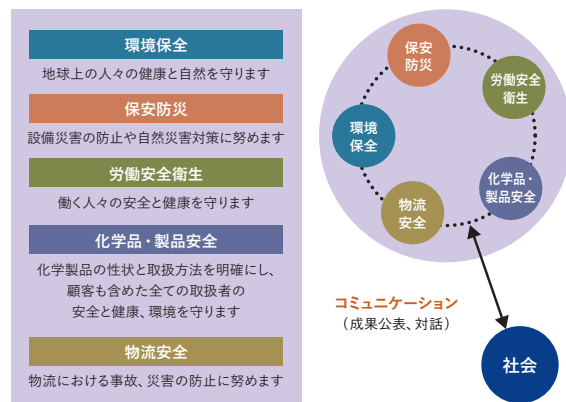 環境保全
地球上の人々の健康と自然を守ります
保安防災
設備災害の防止や自然災害対策に努めます
労働安全衛生
働く人々の安全と健康を守ります
化学品・製品安全
化学製品の性状と取扱方法を明確にし、
顧客も含めた全ての取扱者の
安全と健康、環境を守ります
物流安全
物流における事故、災害の防止に努めます
保安
防災
労働安全
衛生
環境
保全
化学品・
製品安全
物流
安全
コミュニケーション
(成果公表、対話)
社会